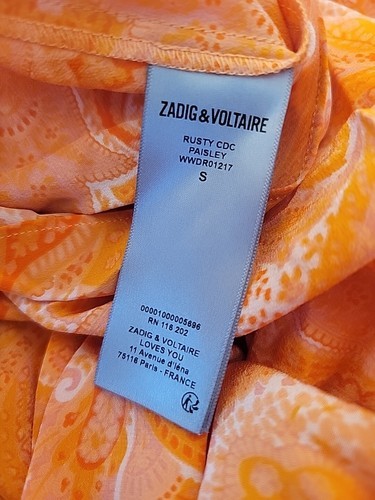 ZADIG&VOLTAIRE
RUSTY CDC
PAISLEY
WWDR01217
S
00001000005896
RN 116 202
ZADIG & VOLTAIRE
LOVES YOU
11 Avenue d'Iéna
75116 Paris - FRANCE